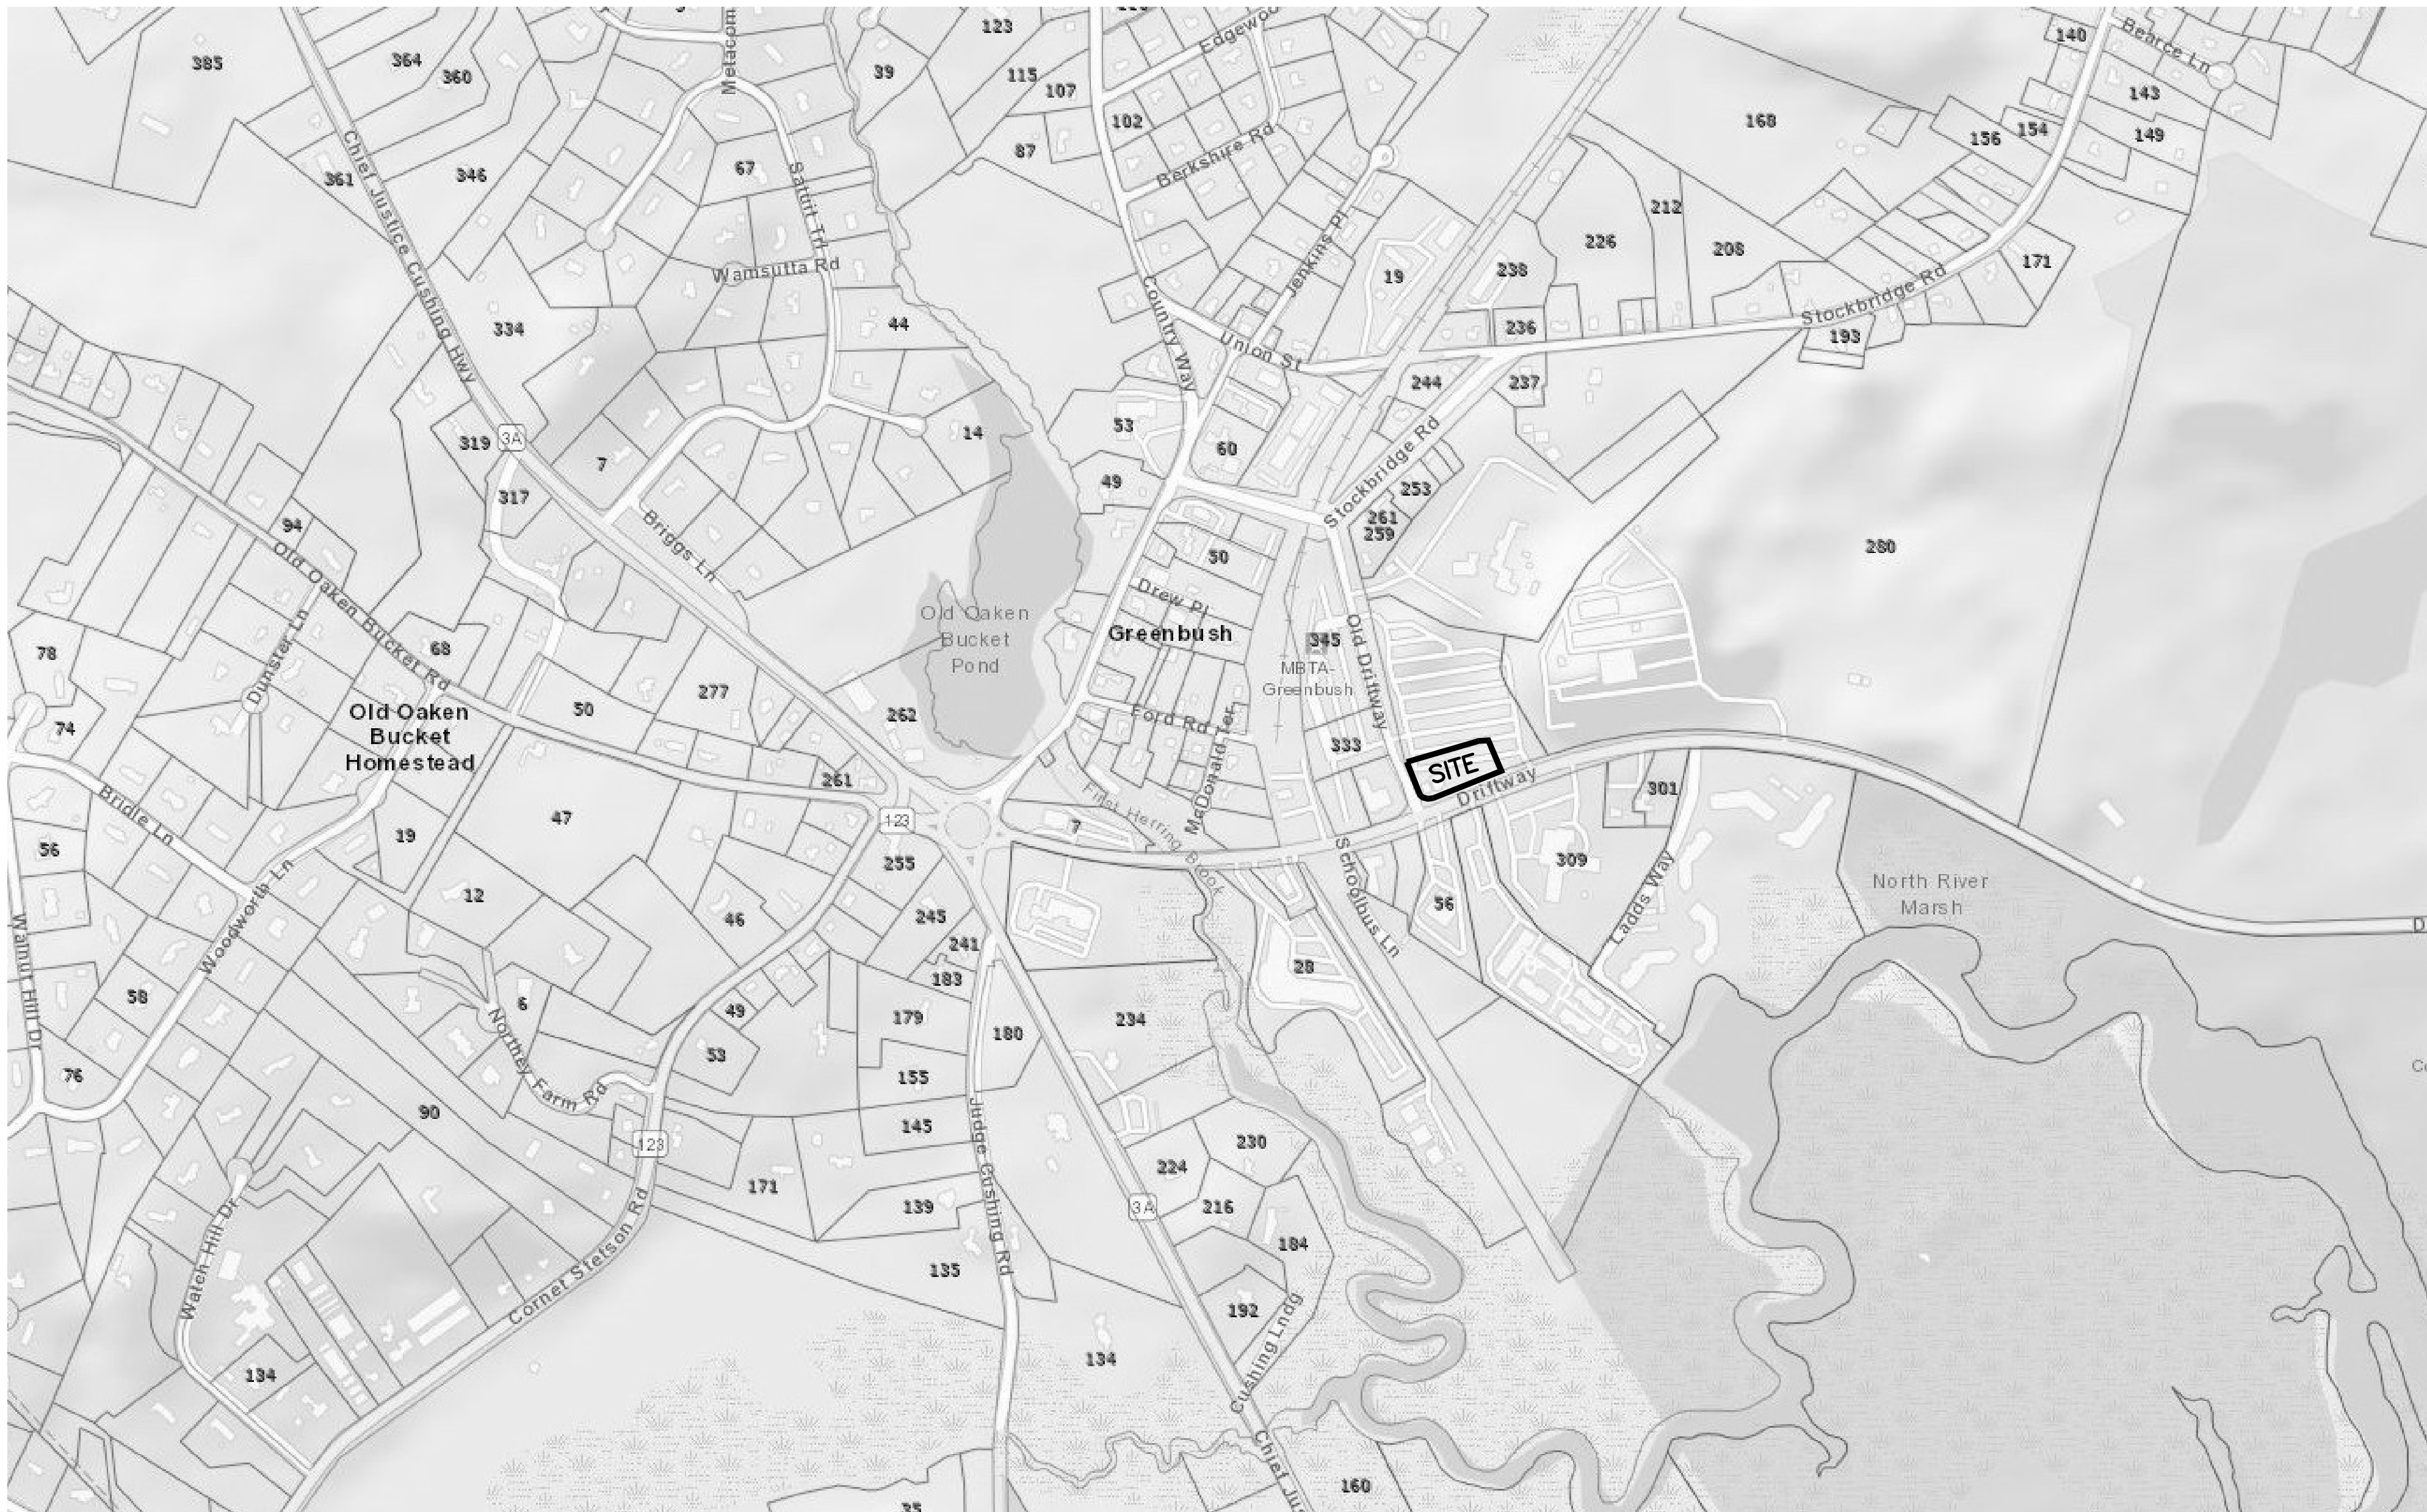 385
364
360
Metacom
39
123
115
107
Edgewoo
140
Bearce Ln
143
149
154
156
168
102
87
Berkshire Rd
361
Chief Justice Cushing Hwy
346
67
Satuit Trl
Wamsutta Rd
44
334
Country Way
Jenkins Pl
19
238
226
212
208
171
236
Stockbridge Rd
193
Union St
244
237
319
3A
7
14
53
60
49
Stockbridge Rd
253
261
259
317
94
Briggs Ln
50
280
Old Oaken Bucket Rd
Old Oaken
Bucket
Pond
Drew Pl
Greenbush
345
MBTA-
Greenbush
Old Driftway
78
Dunster Ln
68
277
50
262
Ford Rd
McDonald Ter
74
Old Oaken
Bucket
Homestead
333
SITE
Driftway
261
301
Bridle Ln
123
47
7
First Herring Brook
19
56
255
Schoolbus Ln
309
Ladds Way
12
46
245
56
North River
Marsh
D
Walnut Hill Dr
Woodworth Ln
241
183
28
58
6
49
179
180
234
Northey Farm Rd
53
155
76
90
145
Judge Cushing Rd
123
230
224
171
139
3A
216
184
135
Watch Hill Dr
Cornet Stetson Rd
192
Cushing Lndg
134
134
Chief Jus
160
35